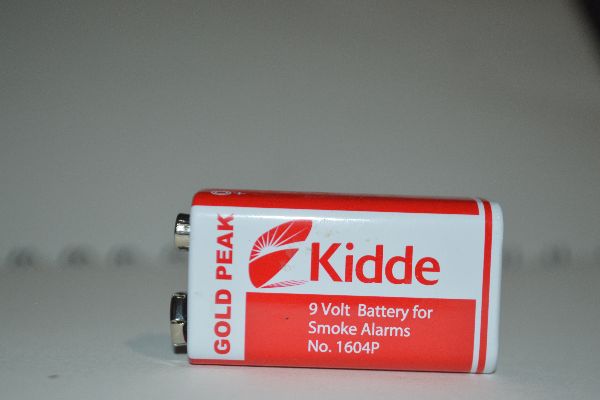 GOLD PEAK
Kidde
9 Volt Battery for
Smoke Alarms
No. 1604P